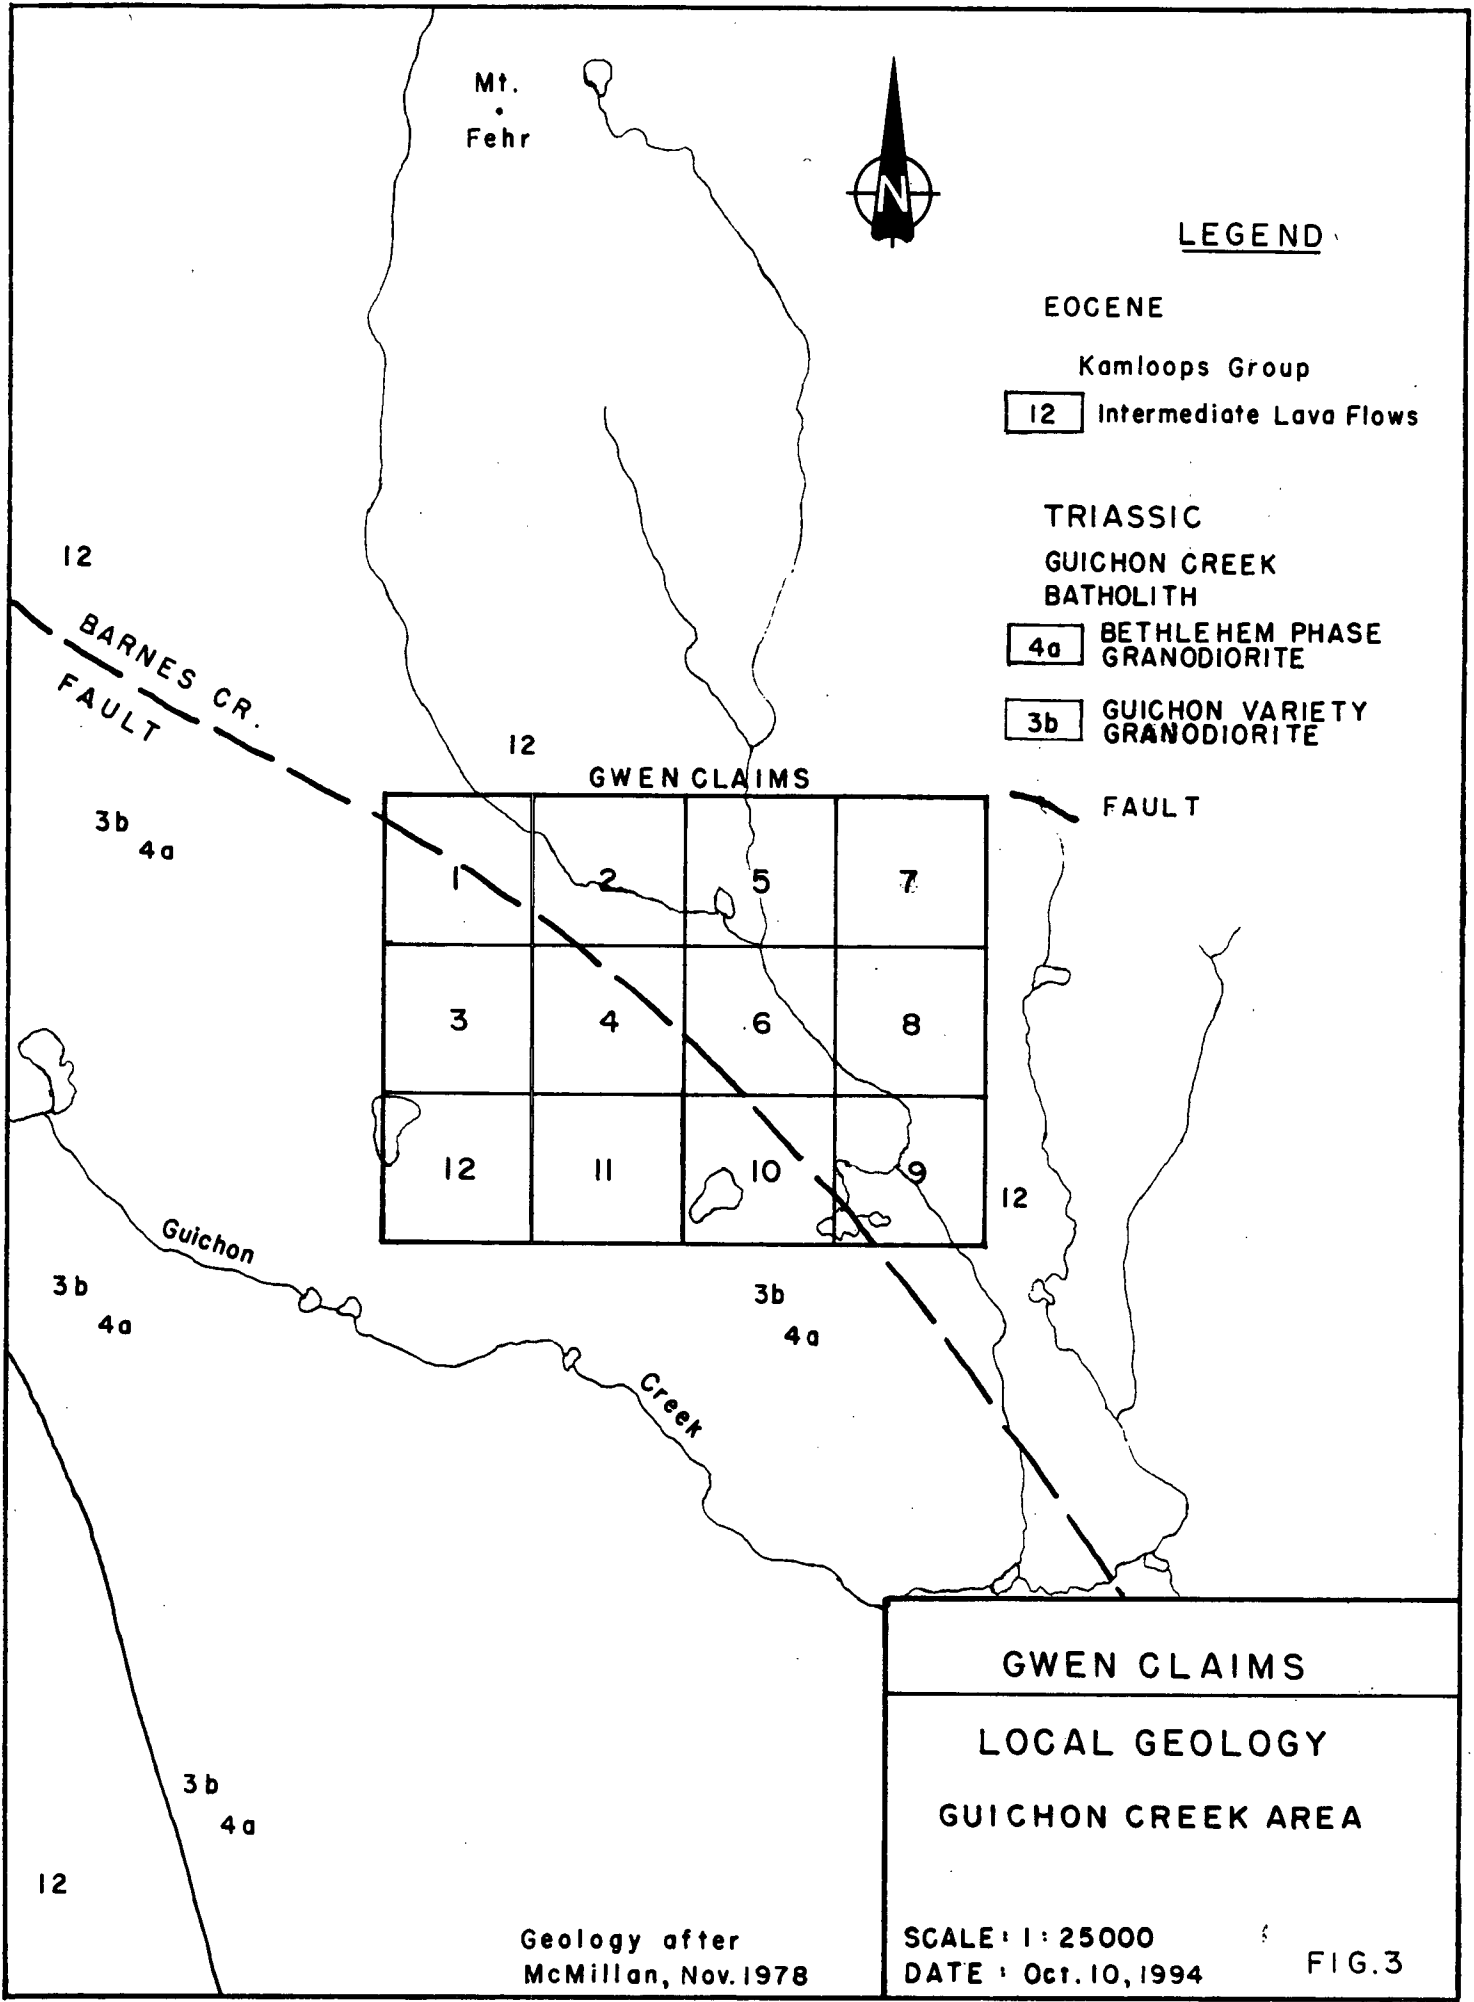 Mt.
Fehr
N
LEGEND
EOCENE
Kamloops Group
12 Intermediate Lava Flows
TRIASSIC
GUICHON CREEK
BATHOLITH
4a BETHLEHEM PHASE
GRANODIORITE
3b GUICHON VARIETY
GRANODIORITE
FAULT
12
BARNES CR.
FAULT
12
GWEN CLAIMS
3b
4a
1
2
5
7
3
4
6
8
12
11
10
9
12
Guichon
Creek
3b
4a
3b
4a
3b
4a
12
Geology after
McMillan, Nov. 1978
GWEN CLAIMS
LOCAL GEOLOGY
GUICHON CREEK AREA
SCALE: 1: 25000
DATE: Oct. 10, 1994
FIG. 3